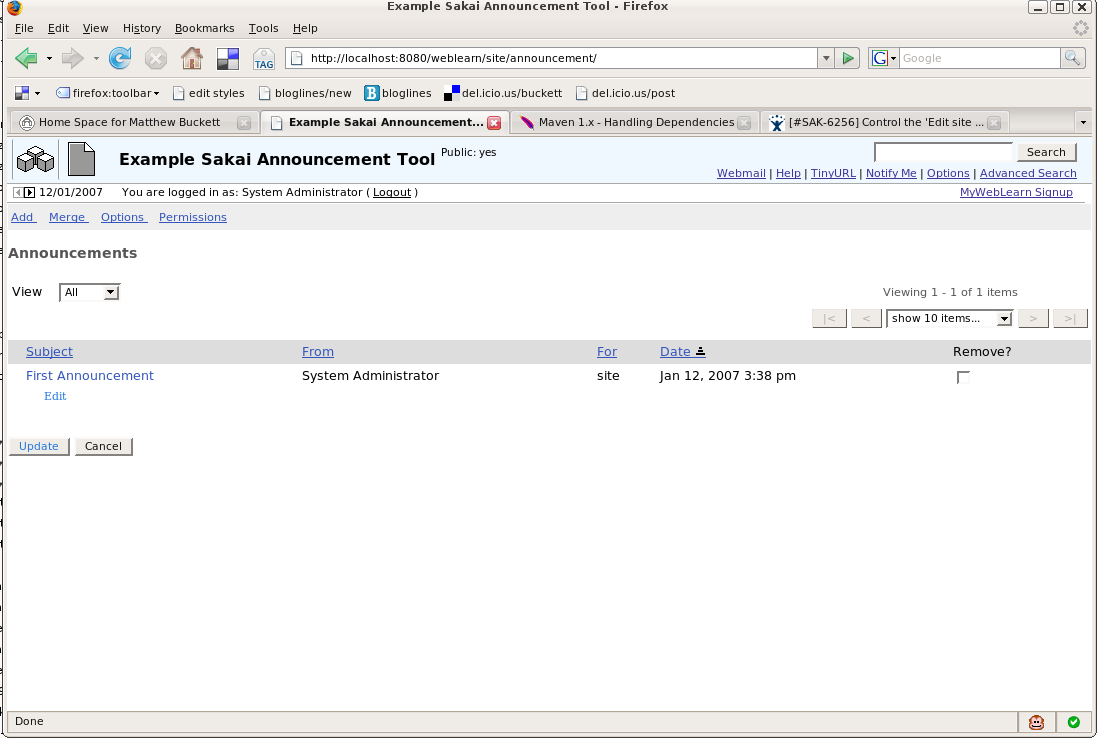 Example Sakai Announcement Tool - Firefox
File Edit View History Bookmarks Tools Help
TAG http://localhost:8080/weblearn/site/announcement/ G Google
firefox:toolbar edit styles bloglines/new B bloglines del.icio.us/buckett del.icio.us/post
Home Space for Matthew Buckett Example Sakai Announcement... Maven 1.x - Handling Dependencies [#SAK-6256] Control the 'Edit site ...
Example Sakai Announcement Tool Public: yes Search
Webmail | Help | TinyURL | Notify Me | Options | Advanced Search
12/01/2007 You are logged in as: System Administrator ( Logout ) MyWebLearn Signup
Add Merge Options Permissions
Announcements
View All Viewing 1 - 1 of 1 items
|< < show 10 items... > >|
Subject From For Date Remove?
First Announcement System Administrator site Jan 12, 2007 3:38 pm
Edit
Update Cancel
Done